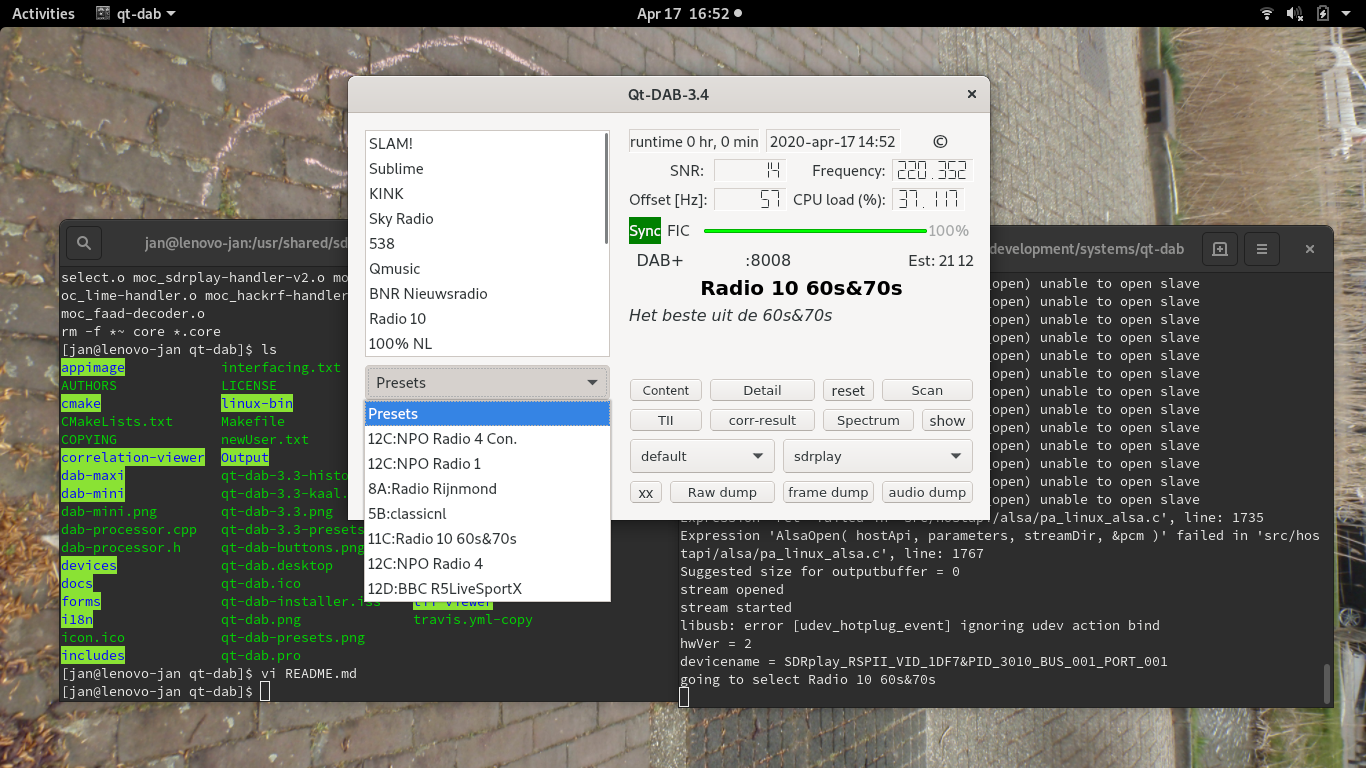 Activities qt-dab Apr 17 16:52
Qt-DAB-3.4
SLAM!
Sublime
KINK
Sky Radio
538
Qmusic
BNR Nieuwsradio
Radio 10
100% NL
Presets
Presets
12C:NPO Radio 4 Con.
12C:NPO Radio 1
8A:Radio Rijnmond
5B:classicnl
11C:Radio 10 60s&70s
12C:NPO Radio 4
12D:BBC R5LiveSportX
runtime 0 hr, 0 min 2020-apr-17 14:52 ©
SNR: 14 Frequency: 220.352
Offset [Hz]: 57 CPU load (%): 37.117
Sync FIC 100%
DAB+ :8008 Est: 21 12
Radio 10 60s&70s
Het beste uit de 60s&70s
Content Detail reset Scan
TII corr-result Spectrum show
default sdrplay
xx Raw dump frame dump audio dump
jan@lenovo-jan:/usr/shared/sd
select.o moc_sdrplay-handler-v2.o mo
oc_lime-handler.o moc_hackrf-handler
moc_faad-decoder.o
rm -f *~ core *.core
[jan@lenovo-jan qt-dab]$ ls
appimage interfacing.txt
AUTHORS LICENSE
cmake linux-bin
CMakeLists.txt Makefile
COPYING newUser.txt
correlation-viewer Output
dab-maxi qt-dab-3.3-histo
dab-mini qt-dab-3.3-kaal.
dab-mini.png qt-dab-3.3.png
dab-processor.cpp qt-dab-3.3-presets
dab-processor.h qt-dab-buttons.png
devices qt-dab.desktop
docs qt-dab.ico
forms qt-dab-installer.iss tii-viewer
i18n qt-dab.png travis.yml-copy
icon.ico qt-dab-presets.png
includes qt-dab.pro
[jan@lenovo-jan qt-dab]$ vi README.md
[jan@lenovo-jan qt-dab]$
development/systems/qt-dab
open) unable to open slave
open) unable to open slave
open) unable to open slave
open) unable to open slave
open) unable to open slave
open) unable to open slave
open) unable to open slave
open) unable to open slave
open) unable to open slave
open) unable to open slave
open) unable to open slave
open) unable to open slave
open) unable to open slave
Expression 'ret' failed in 'src/hostapi/alsa/pa_linux_alsa.c', line: 1735
Expression 'AlsaOpen( hostApi, parameters, streamDir, &pcm )' failed in 'src/hos
tapi/alsa/pa_linux_alsa.c', line: 1767
Suggested size for outputbuffer = 0
stream opened
stream started
libusb: error [udev_hotplug_event] ignoring udev action bind
hwVer = 2
devicename = SDRplay_RSPII_VID_1DF7&PID_3010_BUS_001_PORT_001
going to select Radio 10 60s&70s